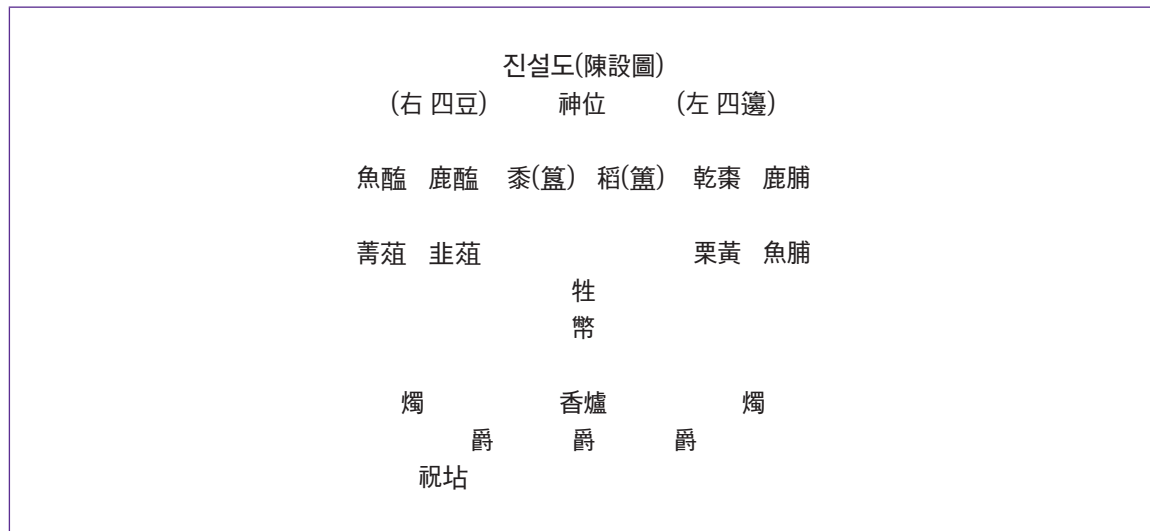 진설도(陳設圖)
(右 四豆) 神位 (左 四籩)
魚醢 鹿醢 黍(簋) 稻(簠) 乾棗 鹿脯
菁葅 韭葅 栗黃 魚脯
牲
幣
燭 香爐 燭
爵 爵 爵
祝坫